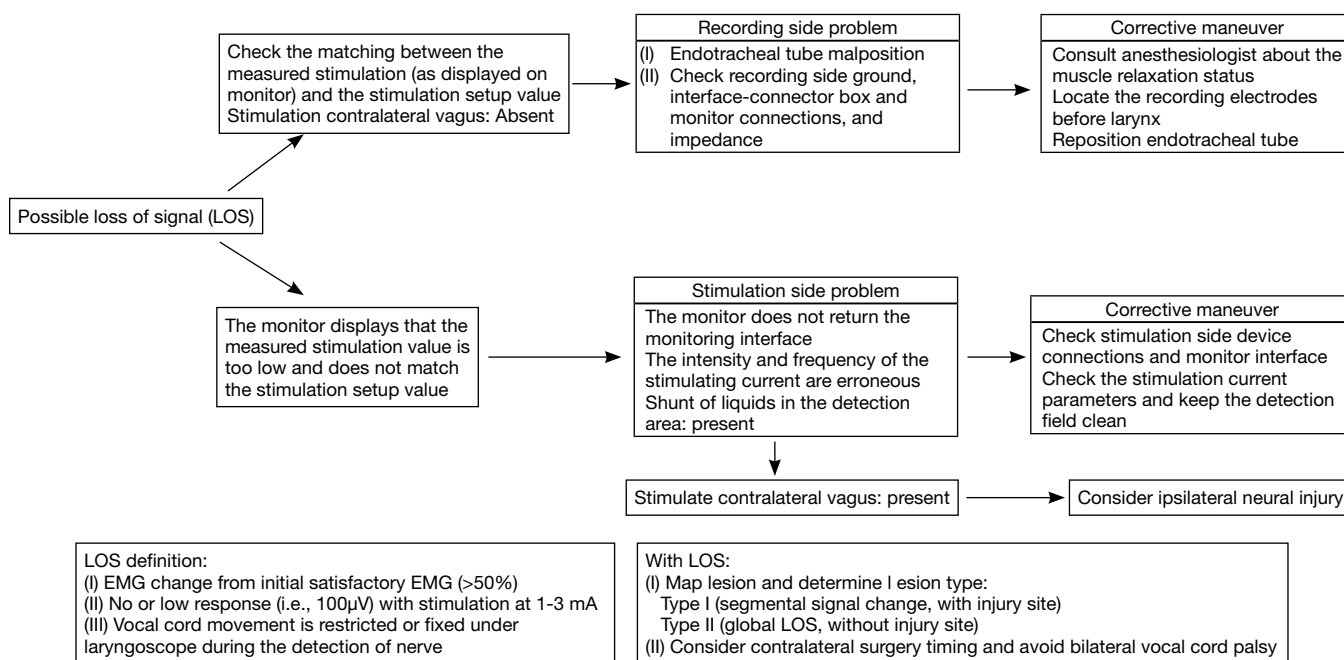 Check the matching between the
measured stimulation (as displayed on
monitor) and the stimulation setup value
Stimulation contralateral vagus: Absent
Recording side problem
(I) Endotracheal tube malposition
(II) Check recording side ground,
interface-connector box and
monitor connections, and
impedance
Corrective maneuver
Consult anesthesiologist about the
muscle relaxation status
Locate the recording electrodes
before larynx
Reposition endotracheal tube
Possible loss of signal (LOS)
The monitor displays that the
measured stimulation value is
too low and does not match
the stimulation setup value
Stimulation side problem
The monitor does not return the
monitoring interface
The intensity and frequency of the
stimulating current are erroneous
Shunt of liquids in the detection
area: present
Corrective maneuver
Check stimulation side device
connections and monitor interface
Check the stimulation current
parameters and keep the detection
field clean
Stimulate contralateral vagus: present
Consider ipsilateral neural injury
LOS definition:
(I) EMG change from initial satisfactory EMG (>50%)
(II) No or low response (i.e., 100μV) with stimulation at 1-3 mA
(III) Vocal cord movement is restricted or fixed under
laryngoscope during the detection of nerve
With LOS:
(I) Map lesion and determine l esion type:
Type I (segmental signal change, with injury site)
Type II (global LOS, without injury site)
(II) Consider contralateral surgery timing and avoid bilateral vocal cord palsy